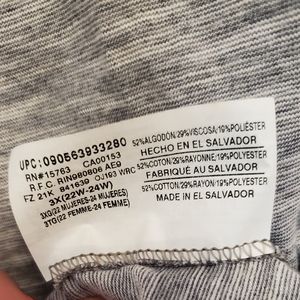 UPC: 090563933280
RN#15763 CA00153
R.F.C. RIN980808 AE9
FZ 21K 841639 OJ193 WRC
3X(22W-24W)
3XG(22 MUJERES-24 MUJERES)
3TG(22 FEMME-24 FEMME)
52%ALGODON/29%VISCOSA/19%POLIÉSTER
HECHO EN EL SALVADOR
52%COTON/29%RAYONNE/19%POLYESTER
FABRIQUÉ AU SALVADOR
52%COTTON/29%RAYON/19%POLYESTER
MADE IN EL SALVADOR